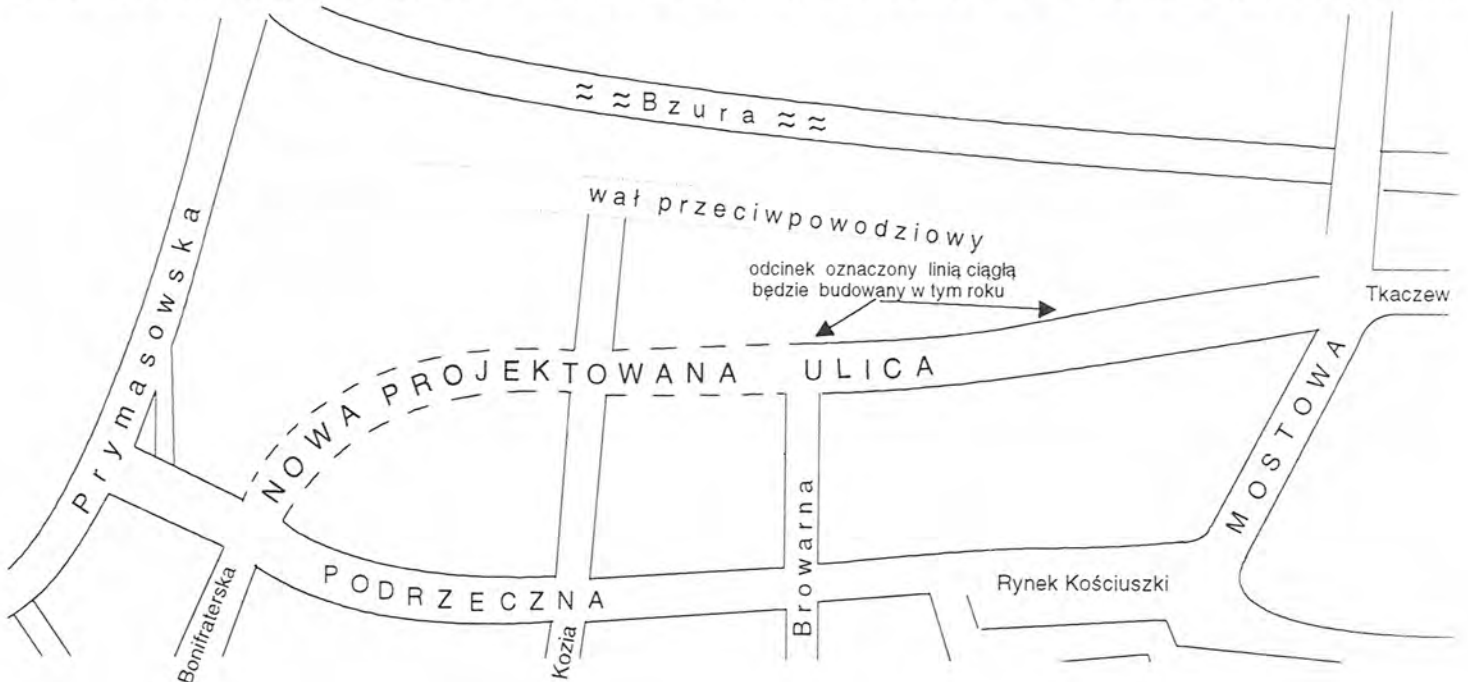 ≈ ≈ Bzura ≈ ≈
wał przeciwpowodziowy
odcinek oznaczony linią ciągłą
będzie budowany w tym roku
Tkaczew
Prymasowska
NOWA PROJEKTOWANA ULICA
MOSTOWA
Browarna
Rynek Kościuszki
PODRZECZNA
Bonifraterska
Kozia